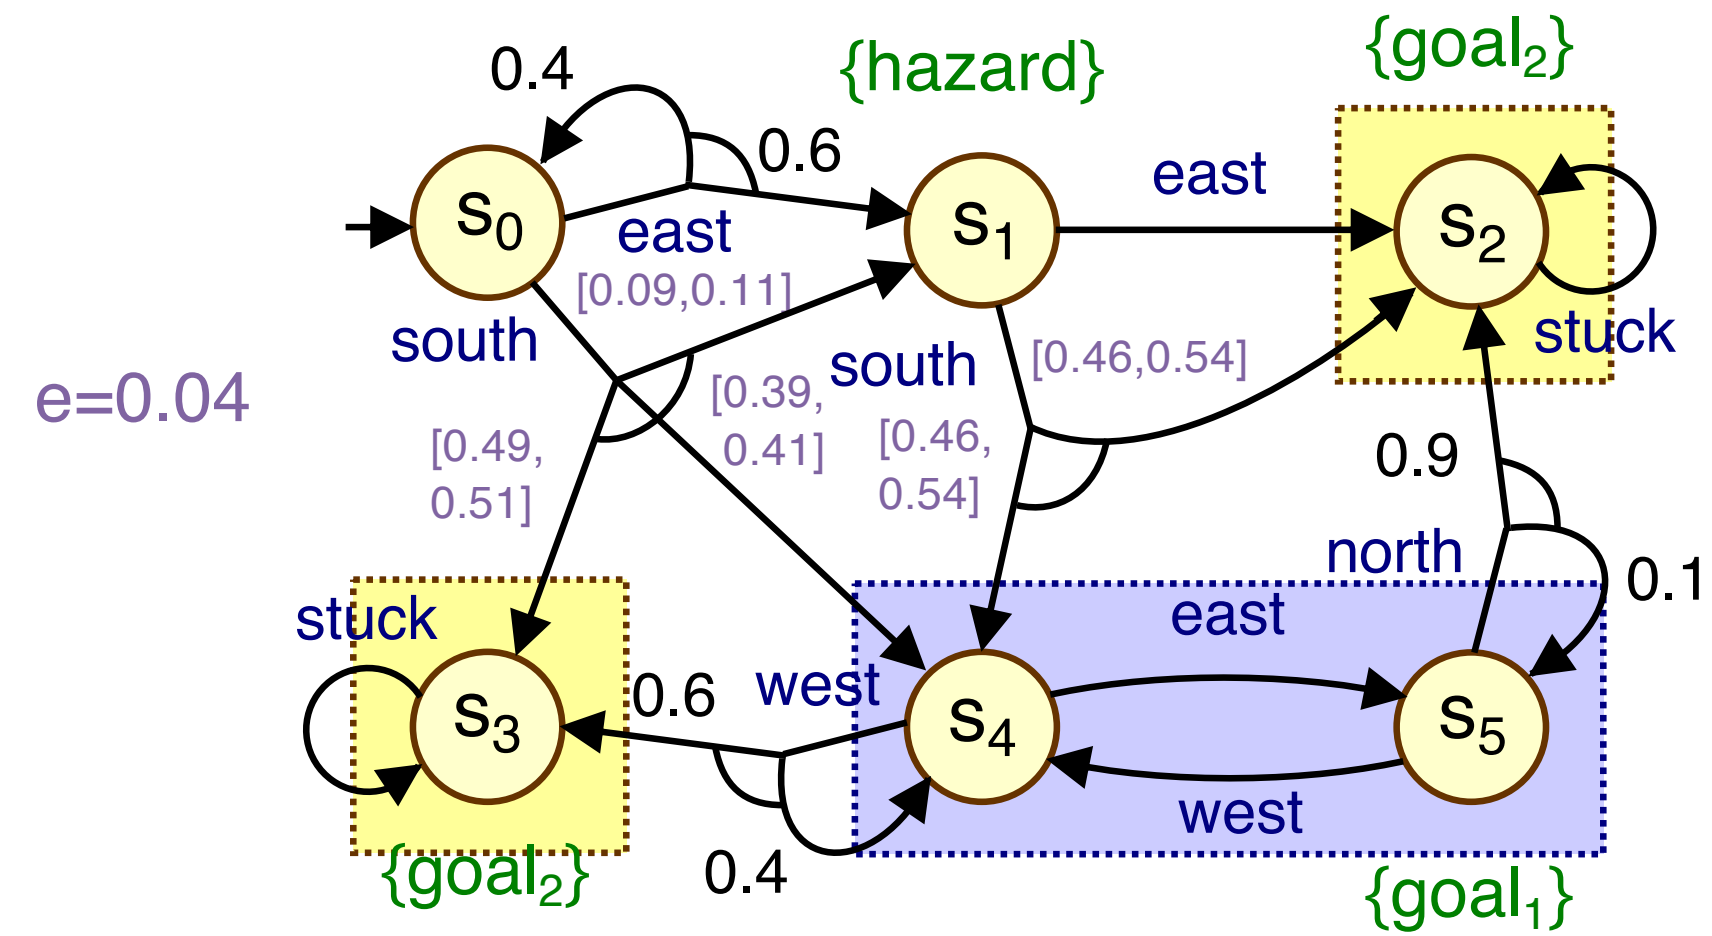 {goal₂}
{hazard}
0.4
0.6
east
s₀
s₁
s₂
east
[0.09,0.11]
south
stuck
south
[0.46,0.54]
e=0.04
[0.39,
0.41]
[0.49,
0.51]
[0.46,
0.54]
0.9
north
0.1
stuck
east
west
0.6
s₃
s₄
s₅
west
0.4
{goal₂}
{goal₁}